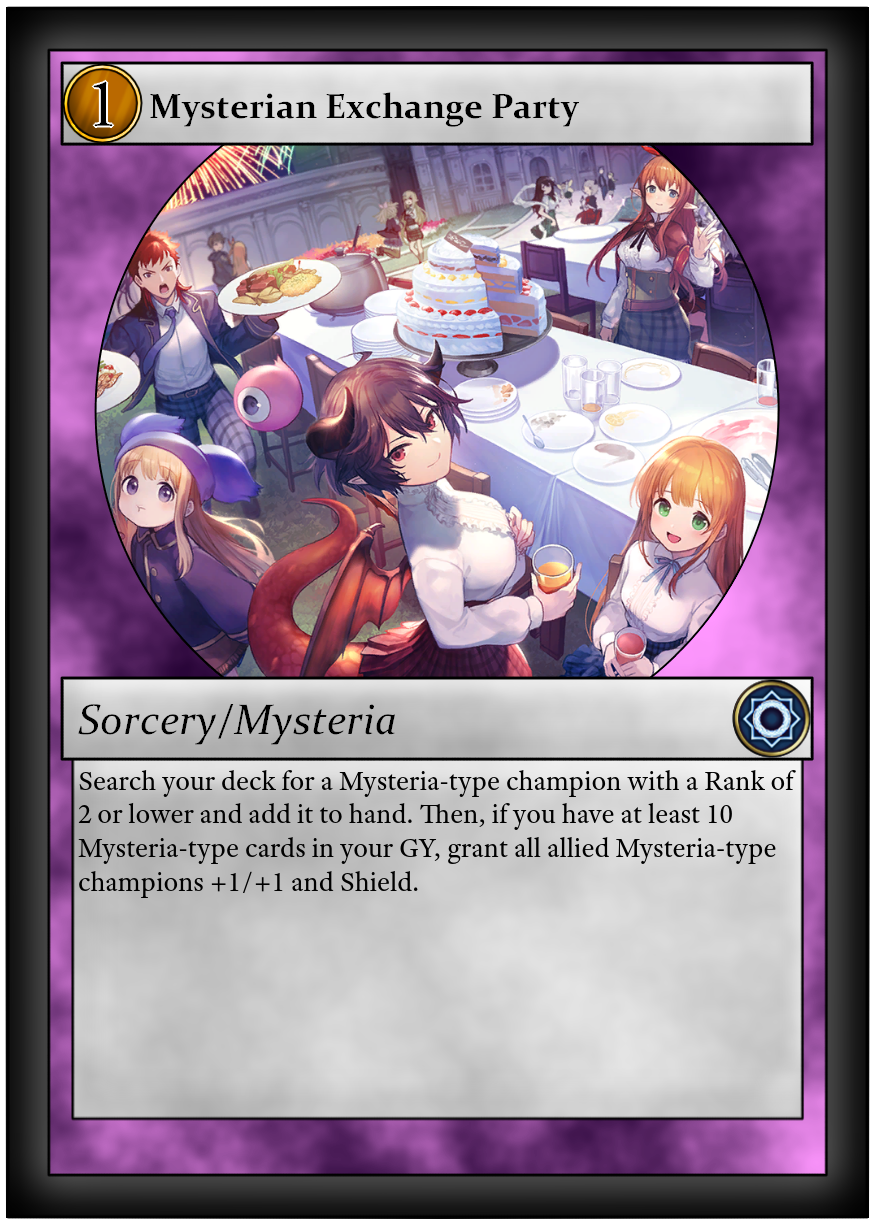 1 Mysterian Exchange Party
Sorcery/Mysteria
Search your deck for a Mysteria-type champion with a Rank of
2 or lower and add it to hand. Then, if you have at least 10
Mysteria-type cards in your GY, grant all allied Mysteria-type
champions +1/+1 and Shield.